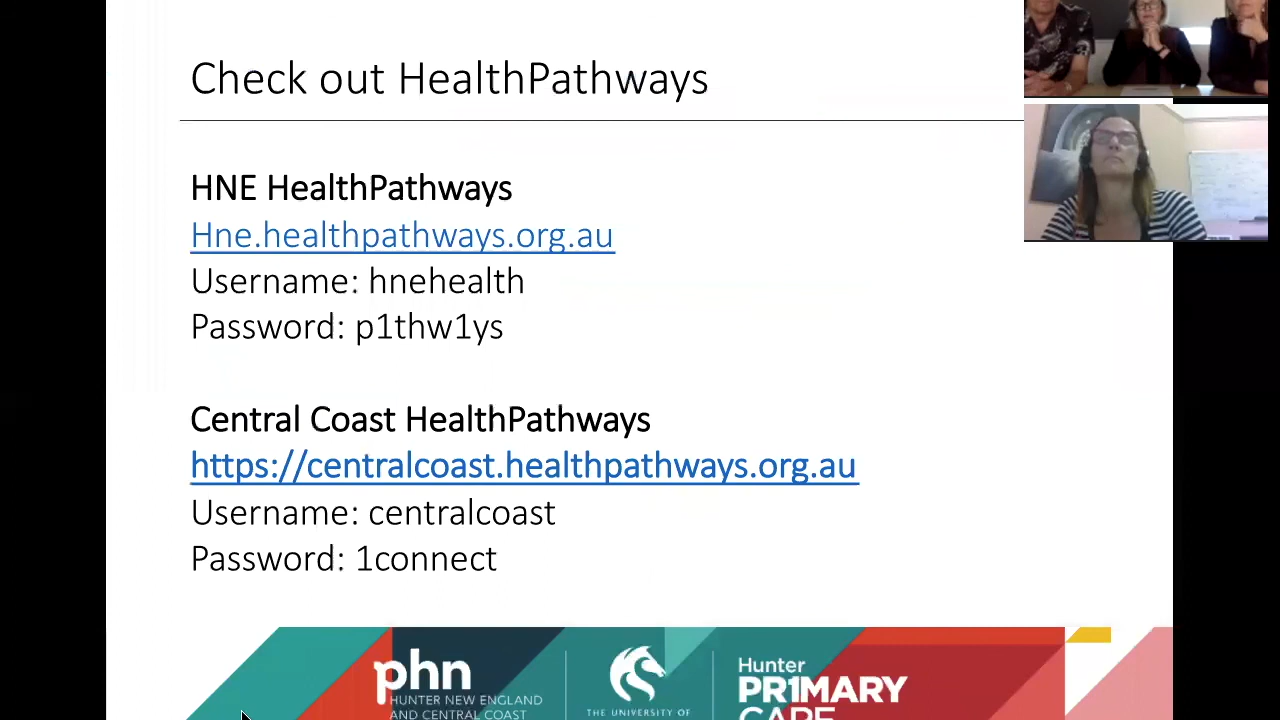 Check out HealthPathways
HNE HealthPathways
Hne.healthpathways.org.au
Username: hnehealth
Password: p1thw1ys
Central Coast HealthPathways
https://centralcoast.healthpathways.org.au
Username: centralcoast
Password: 1connect
phn
HUNTER NEW ENGLAND
AND CENTRAL COAST
THE UNIVERSITY OF
Hunter
PR1MARY
CARE